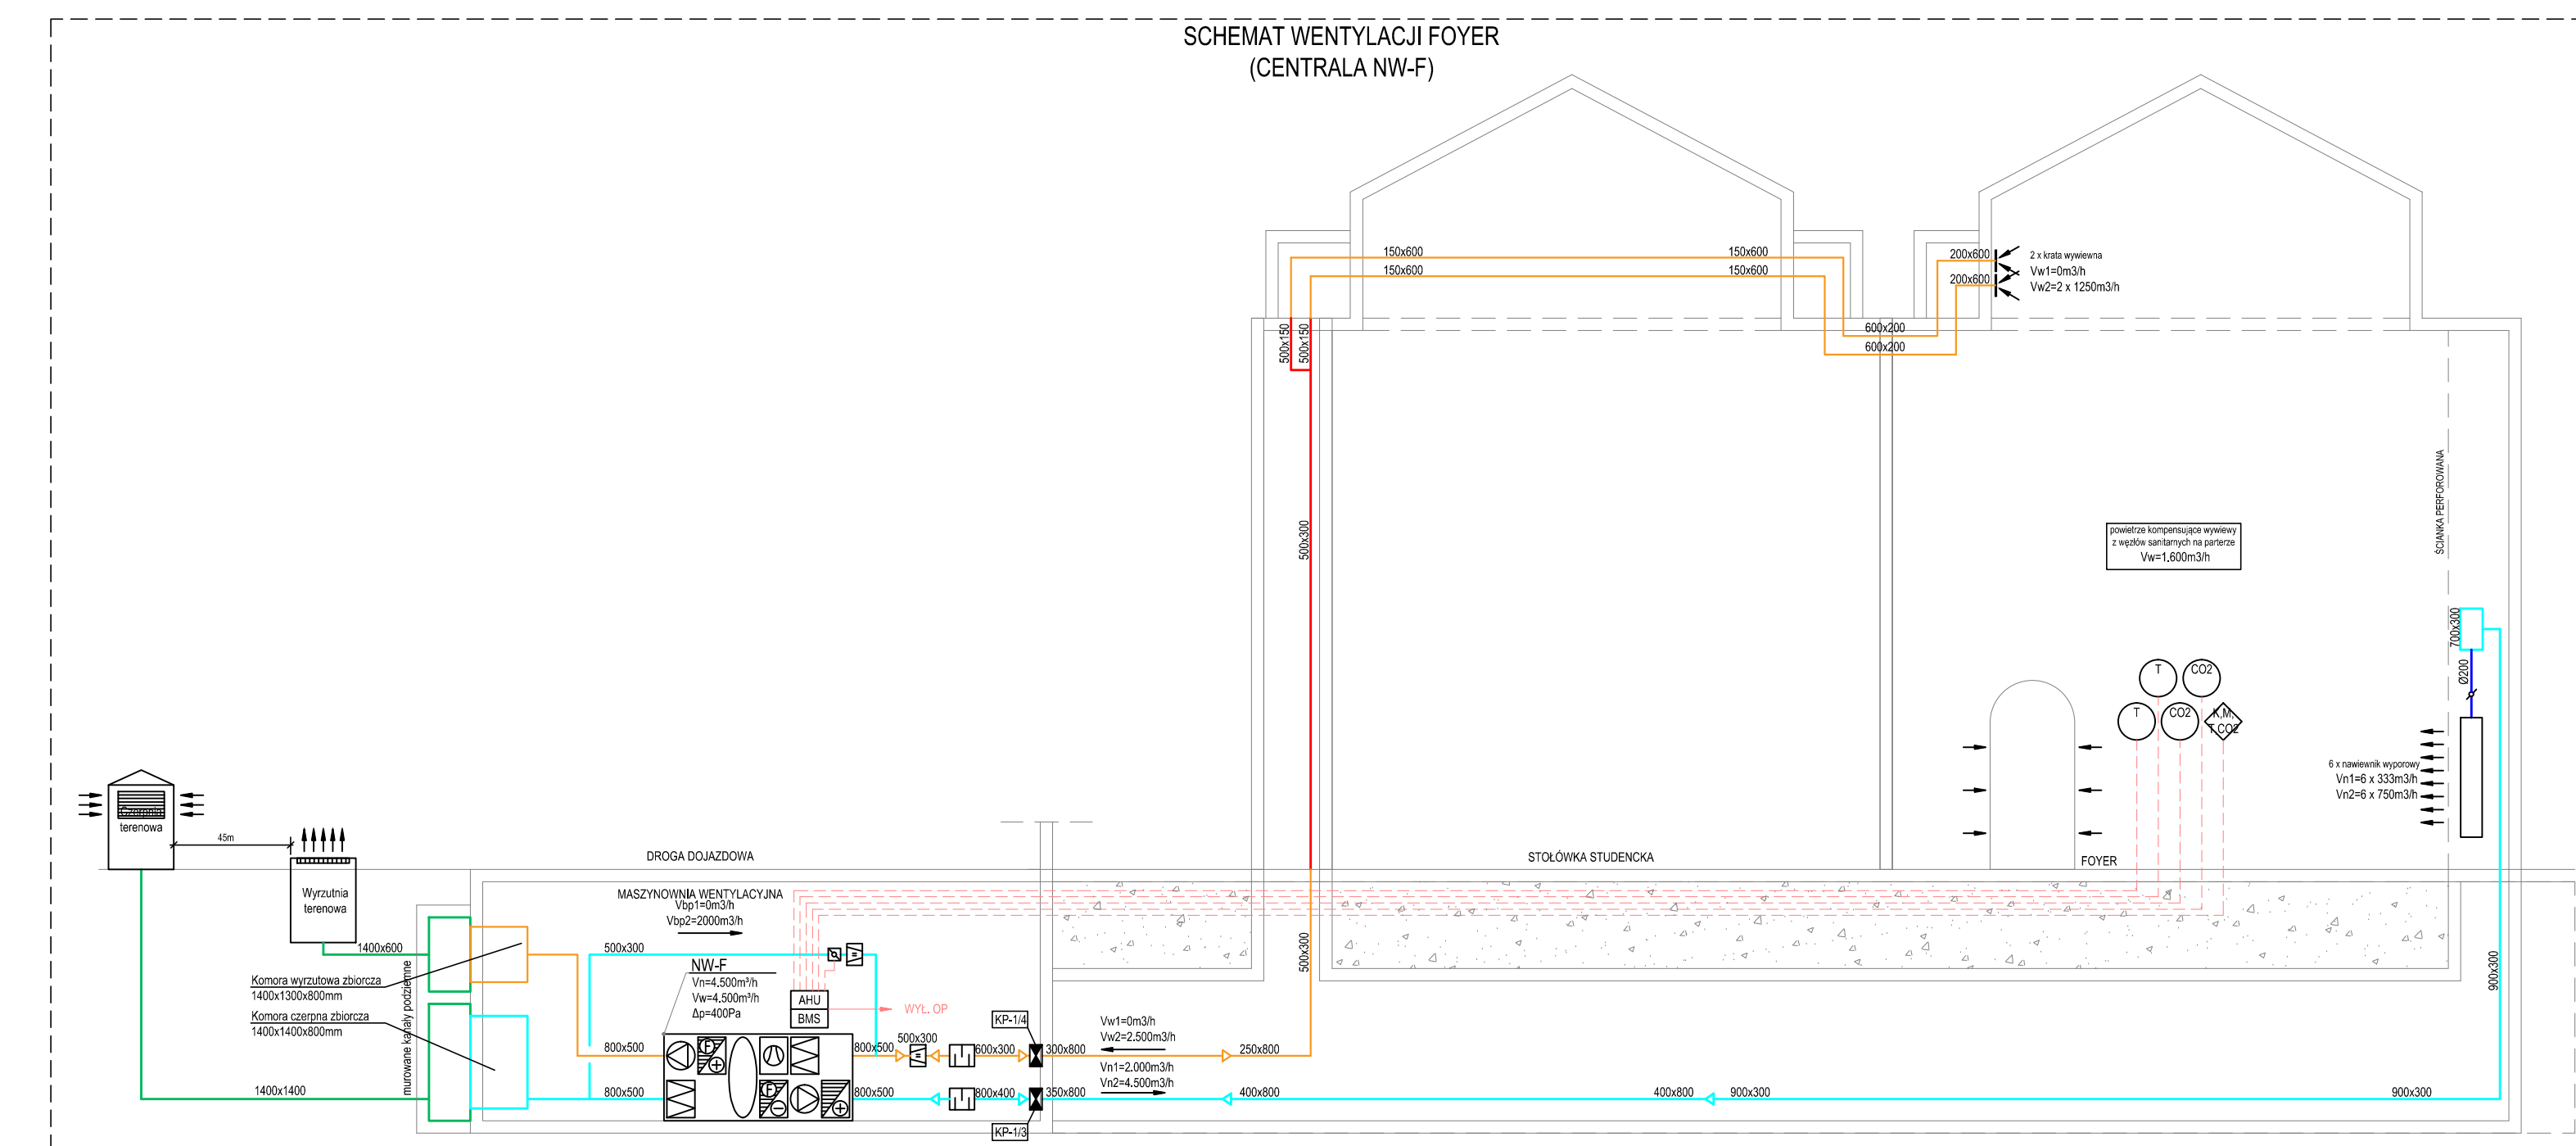 SCHEMAT WENTYLACJI FOYER
(CENTRALA NW-F)
150x600
150x600
150x600
150x600
200x600
200x600
2 x krata wywiewna
Vw1=0m3/h
Vw2=2 x 1250m3/h
500x150
500x150
600x200
600x200
500x300
ŚCIANKA PERFOROWANA
powietrze kompensujące wywiewy
z węzłów sanitarnych na parterze
Vw=1.600m3/h
700x300
Ø200
T
CO2
T
CO2
K,M,
T,CO2
6 x nawiewnik wyporowy
Vn1=6 x 333m3/h
Vn2=6 x 750m3/h
Czerpnia
terenowa
45m
Wyrzutnia
terenowa
DROGA DOJAZDOWA
STOŁÓWKA STUDENCKA
FOYER
MASZYNOWNIA WENTYLACYJNA
Vbp1=0m3/h
Vbp2=2000m3/h
1400x600
500x300
500x300
900x300
Komora wyrzutowa zbiorcza
1400x1300x800mm
Komora czerpna zbiorcza
1400x1400x800mm
murowane kanały podziemne
NW-F
Vn=4.500m³/h
Vw=4.500m³/h
Δp=400Pa
AHU
BMS
WYŁ. OP
KP-1/4
Vw1=0m3/h
Vw2=2.500m3/h
800x500
F
800x500
500x300
600x300
300x800
250x800
Vn1=2.000m3/h
Vn2=4.500m3/h
1400x1400
800x500
F
800x500
800x400
350x800
400x800
400x800
900x300
900x300
KP-1/3